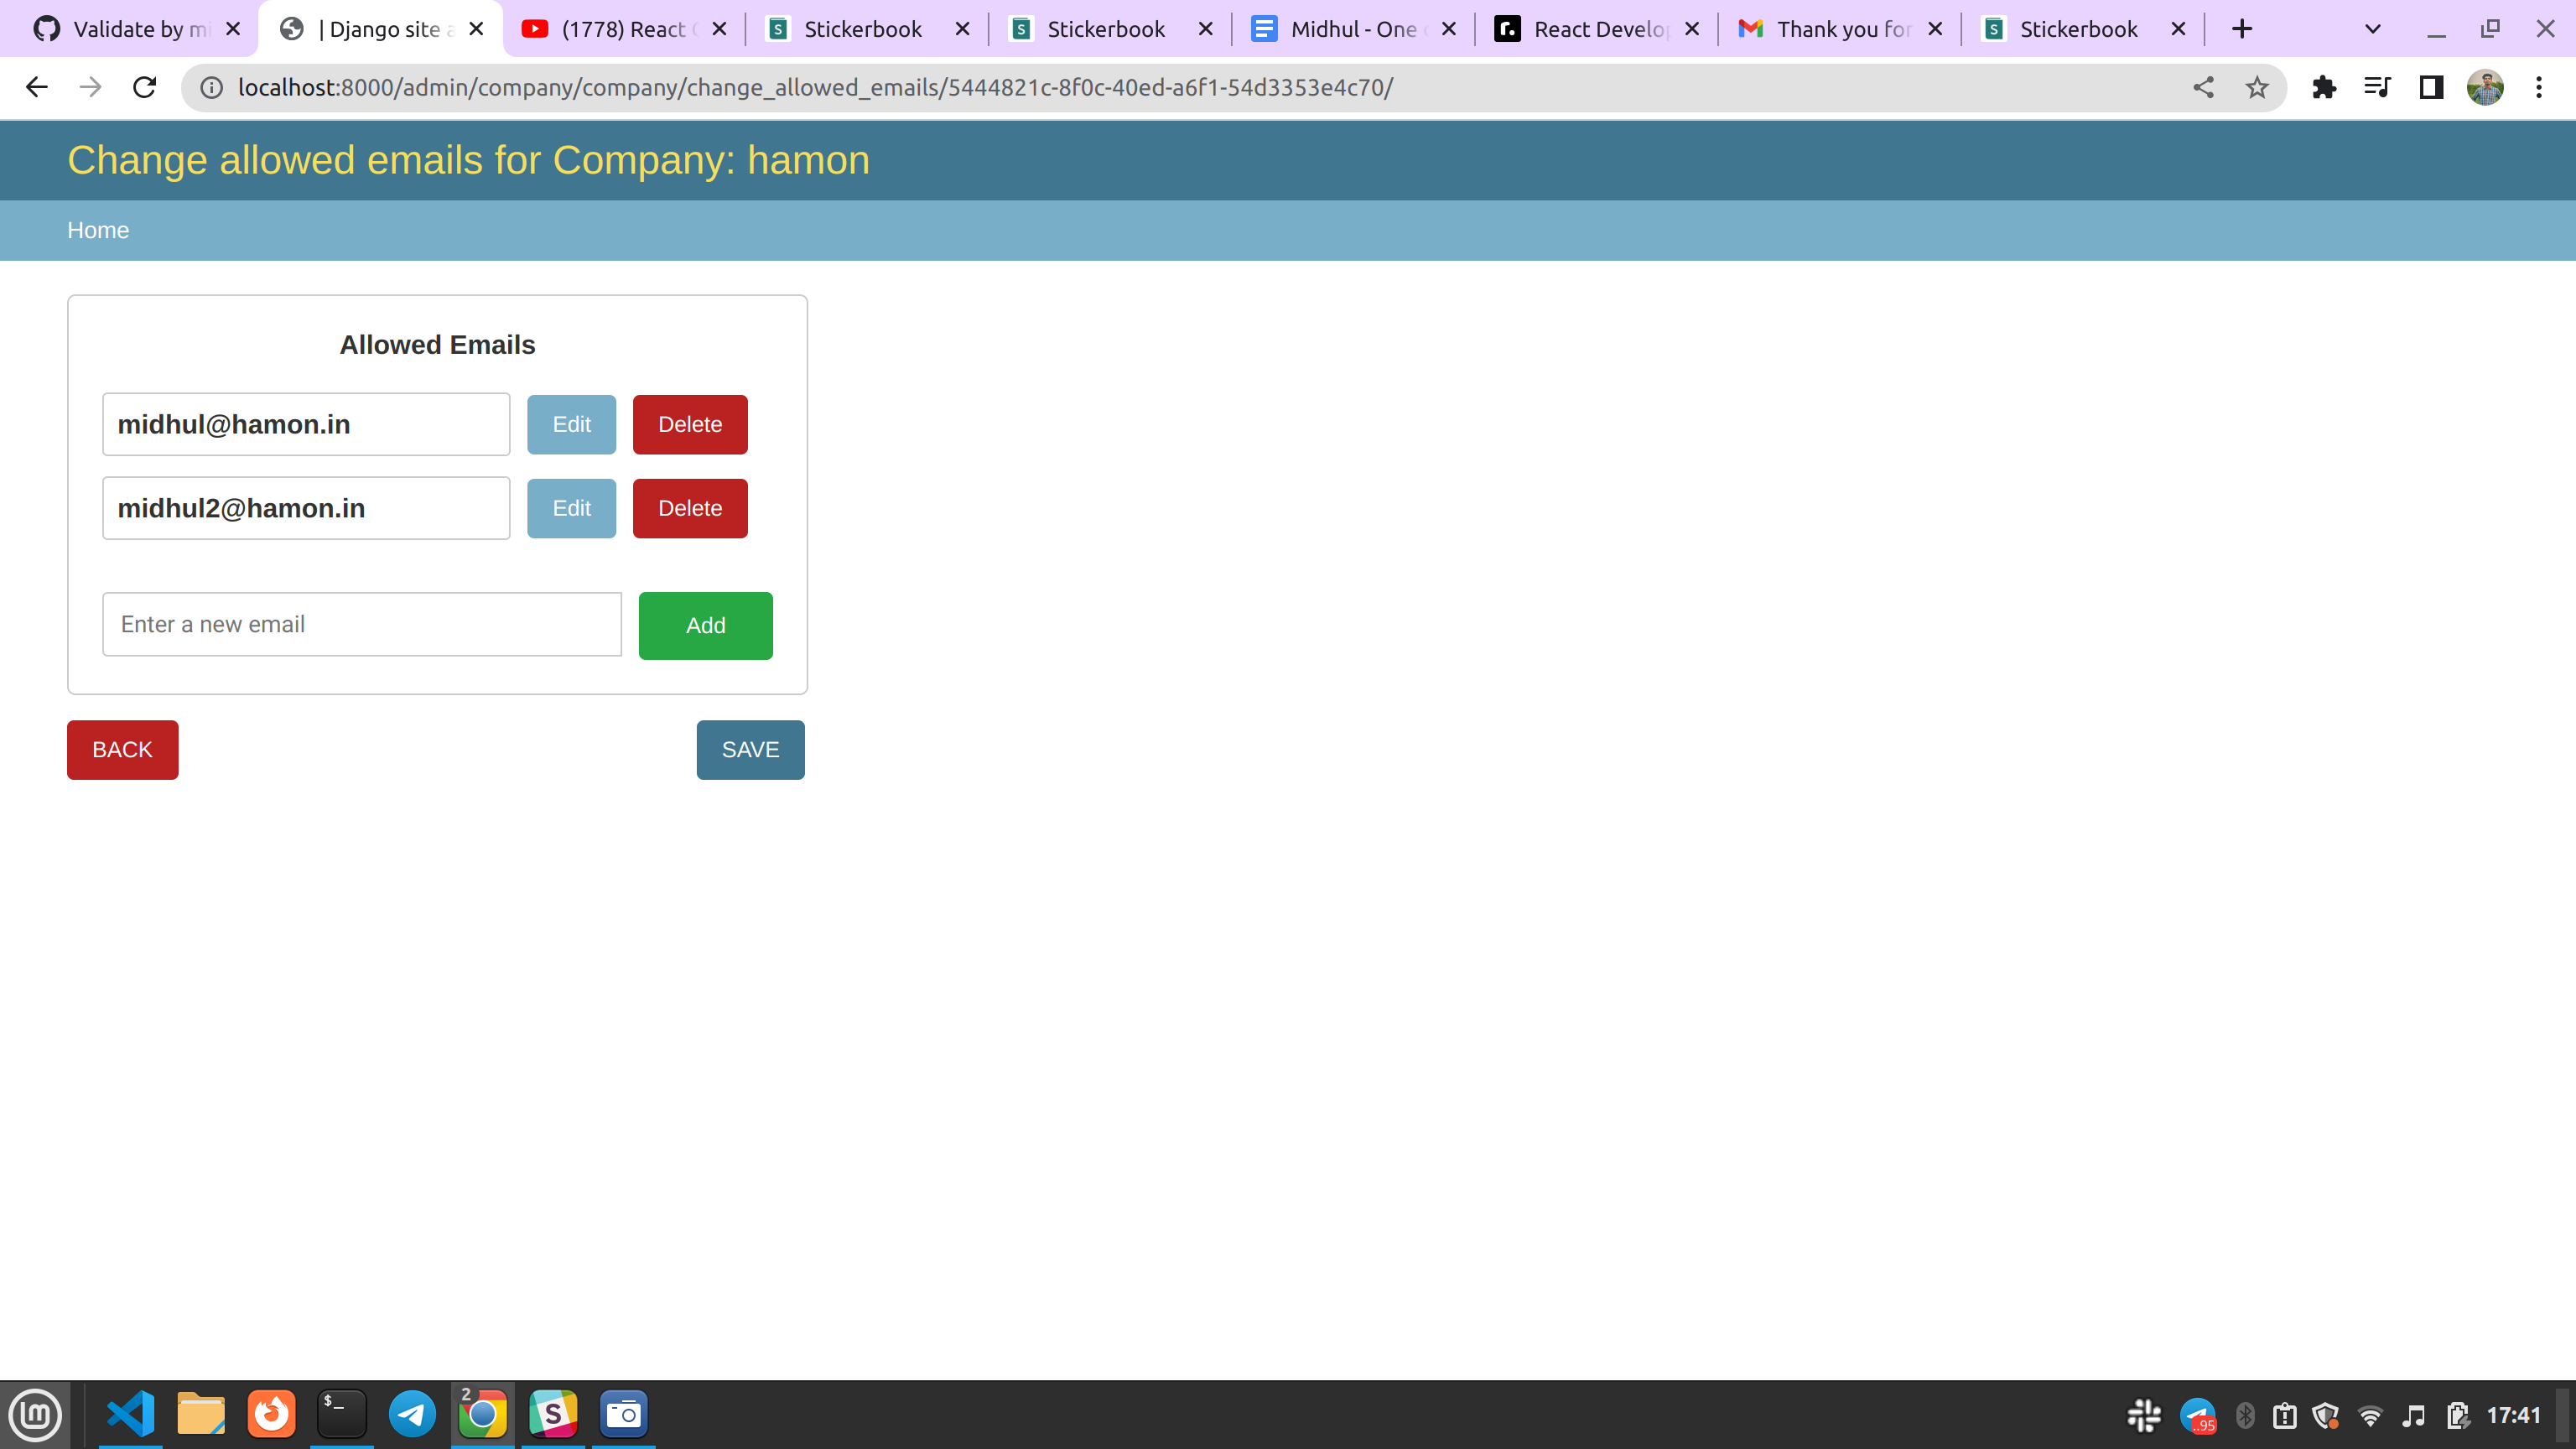 Validate by mi
| Django site a
(1778) React
Stickerbook
Stickerbook
Midhul - One
React Develop
Thank you for
Stickerbook
localhost:8000/admin/company/company/change_allowed_emails/5444821c-8f0c-40ed-a6f1-54d3353e4c70/
Change allowed emails for Company: hamon
Home
Allowed Emails
midhul@hamon.in Edit Delete
midhul2@hamon.in Edit Delete
Enter a new email Add
BACK SAVE
$_
2
S
..95
17:41